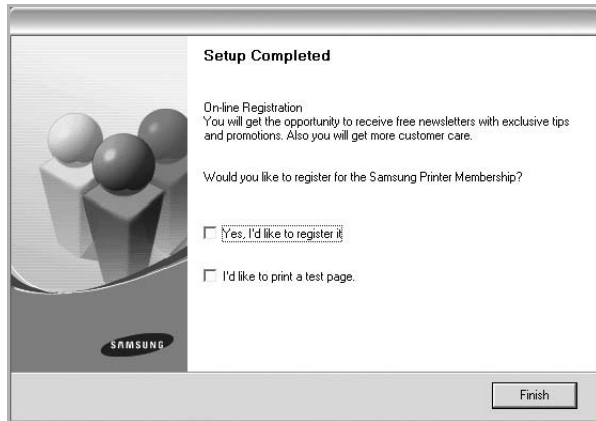 Setup Completed
On-line Registration
You will get the opportunity to receive free newsletters with exclusive tips
and promotions. Also you will get more customer care.
Would you like to register for the Samsung Printer Membership?
Yes, I'd like to register it
I'd like to print a test page.
SAMSUNG
Finish